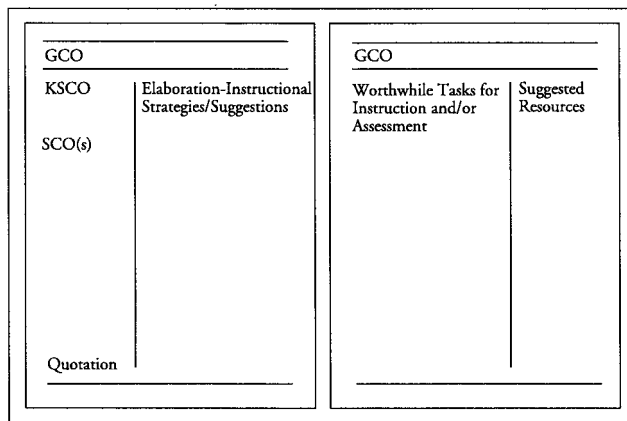 GCO
KSCO
Elaboration-Instructional
Strategies/Suggestions
SCO(s)
Quotation
GCO
Worthwhile Tasks for
Instruction and/or
Assessment
Suggested
Resources